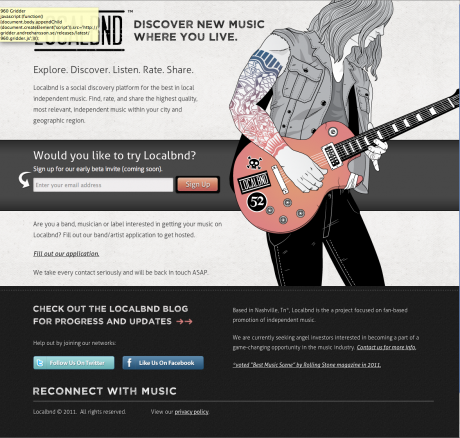 960 Gridder
javascript:(function()
{document.body.appendChild
(document.createElement('script')).src='http://
gridder.andreehansson.se/releases/latest/
960.gridder.js';})();
LOCALBND™
DISCOVER NEW MUSIC
WHERE YOU LIVE.
Explore. Discover. Listen. Rate. Share.
Localbnd is a social discovery platform for the best in local
independent music. Find, rate, and share the highest quality,
most relevant, independent music within your city and
geographic region.
Would you like to try Localbnd?
Sign up for our early beta invite (coming soon).
Enter your email address
Sign Up
LOCALBND
52
Are you a band, musician or label interested in getting your music on
Localbnd? Fill out our band/artist application to get hosted.
Fill out our application.
We take every contact seriously and will be back in touch ASAP.
CHECK OUT THE LOCALBND BLOG
FOR PROGRESS AND UPDATES →→
Help out by joining our networks:
Follow Us On Twitter
f Like Us On Facebook
Based in Nashville, Tn*, Localbnd is the a project focused on fan-based
promotion of independent music.
We are currently seeking angel investors interested in becoming a part of a
game-changing opportunity in the music industry. Contact us for more info.
*voted "Best Music Scene" by Rolling Stone magazine in 2011.
RECONNECT WITH MUSIC
Localbnd © 2011. All rights reserved.
View our privacy policy.